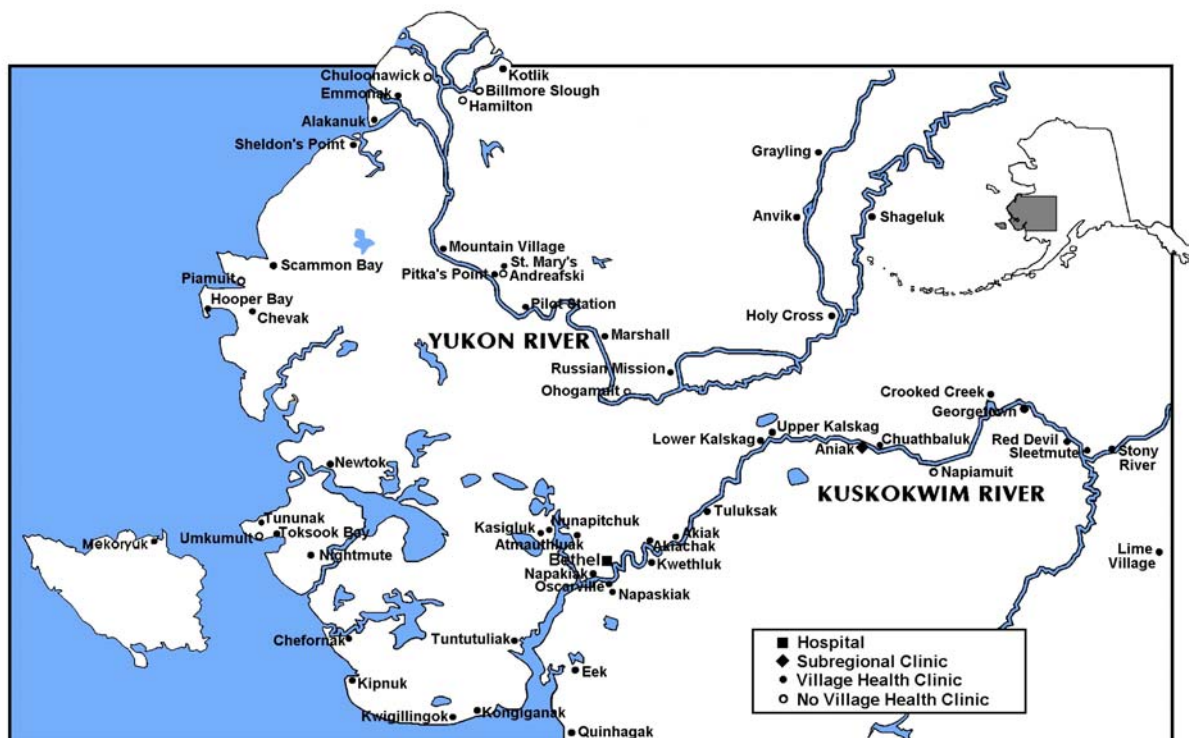 Chuloonawick
Kotlik
Billmore Slough
Hamilton
Emmonak
Alakanuk
Sheldon's Point
Grayling
Anvik
Shageluk
Mountain Village
St. Mary's
Pitka's Point
Andreafski
Scammon Bay
Piamuit
Hooper Bay
Chevak
Pilot Station
Holy Cross
YUKON RIVER
Marshall
Russian Mission
Ohogamuit
Crooked Creek
Georgetown
Upper Kalskag
Lower Kalskag
Chuathbaluk
Aniak
Red Devil
Sleetmute
Stony
River
Napiamuit
KUSKOKWIM RIVER
Newtok
Tununak
Umkumuit
Toksook Bay
Mekoryuk
Nightmute
Kasigluk
Nunapitchuk
Atmauthluak
Tuluksak
Akiak
Akiachak
Bethel
Kwethluk
Napakiak
Oscarville
Napaskiak
Lime
Village
Chefornak
Tuntutuliak
Eek
Kipnuk
Kwigillingok
Kongiganak
Quinhagak
Hospital
Subregional Clinic
Village Health Clinic
No Village Health Clinic